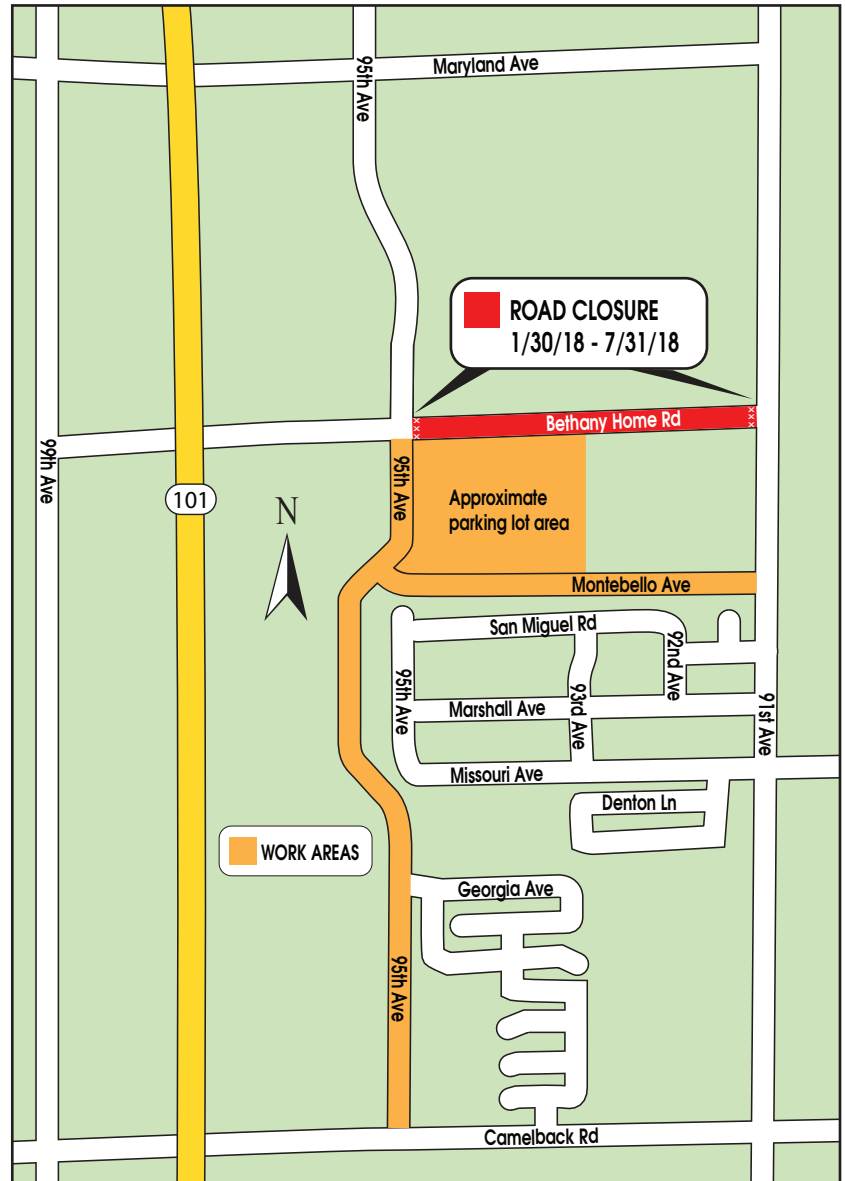 Maryland Ave
95th Ave
ROAD CLOSURE
1/30/18 - 7/31/18
Bethany Home Rd
99th Ave
95th Ave
101
Approximate
parking lot area
N
Montebello Ave
San Miguel Rd
92nd Ave
95th Ave
93rd Ave
Marshall Ave
91st Ave
Missouri Ave
Denton Ln
WORK AREAS
Georgia Ave
95th Ave
Camelback Rd